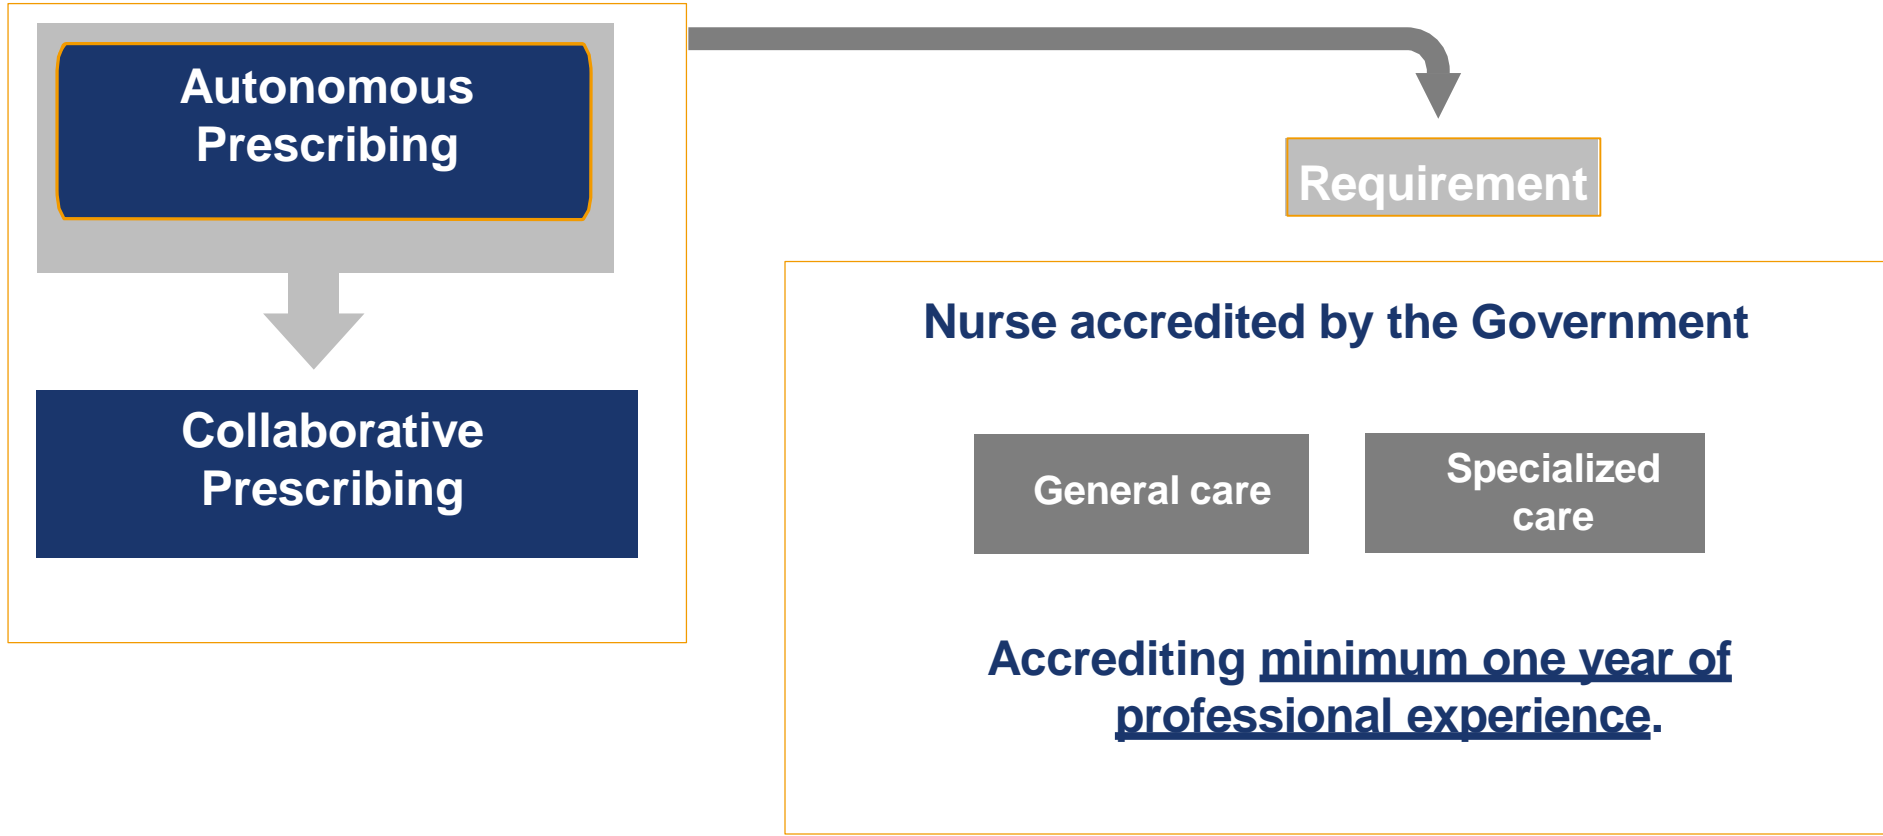 Autonomous
Prescribing
Collaborative
Prescribing
Requirement
Nurse accredited by the Government
General care
Specialized
care
Accrediting minimum one year of
professional experience.